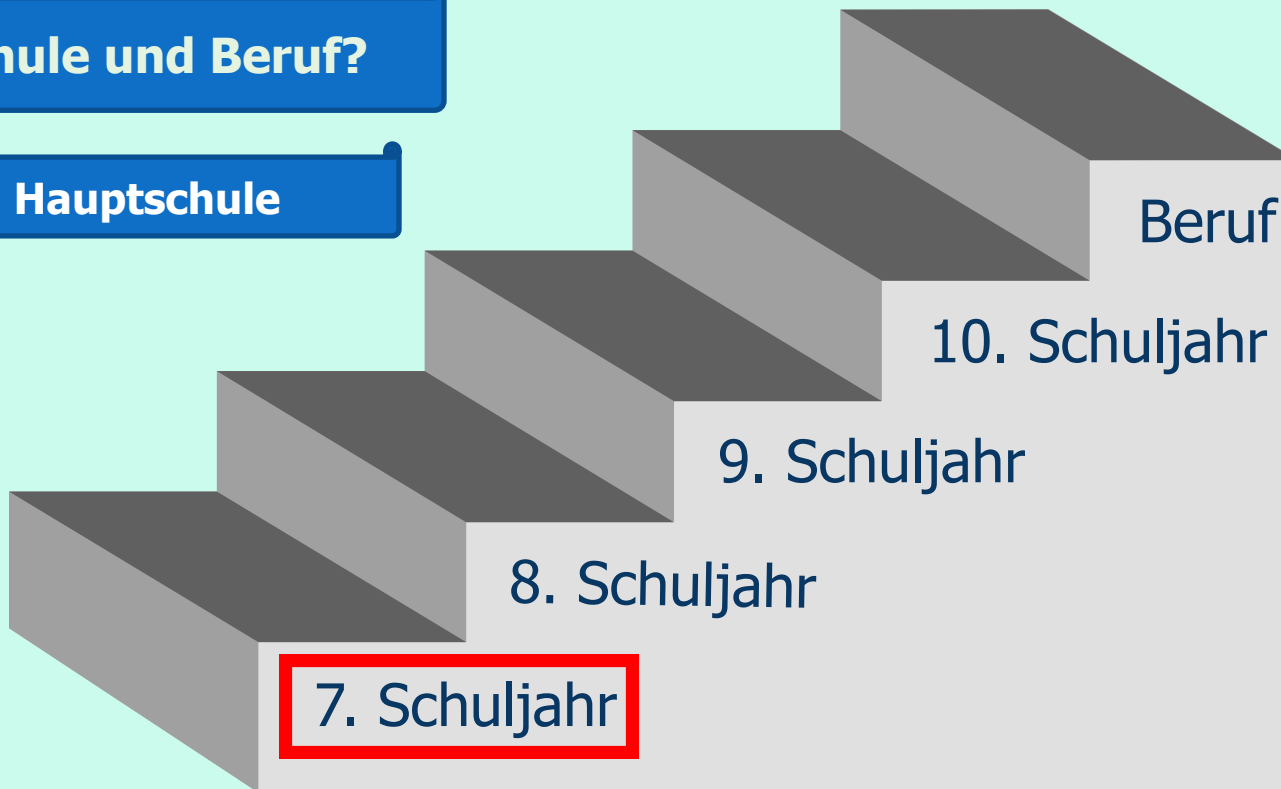 hule und Beruf?
Hauptschule
Beruf
10. Schuljahr
9. Schuljahr
8. Schuljahr
7. Schuljahr